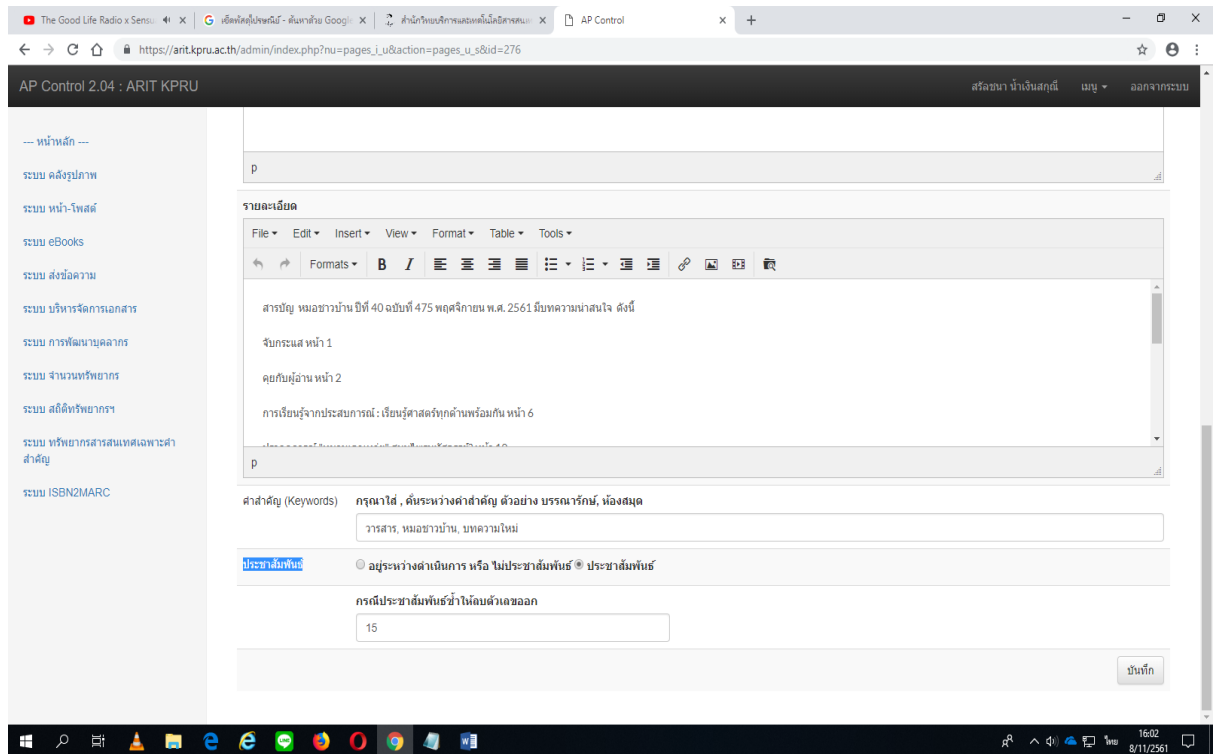 The Good Life Radio x Sensu
เช็คพัสดุไปรษณีย์ - ค้นหาด้วย Google
สำนักวิทยบริการและเทคโนโลยีสารสนเท
AP Control
https://arit.kpru.ac.th/admin/index.php?nu=pages_i_u&action=pages_u_s&id=276
AP Control 2.04 : ARIT KPRU
สรัลชนา น้ำเงินสกุณี
เมนู
ออกจากระบบ
--- หน้าหลัก ---
ระบบ คลังรูปภาพ
ระบบ หน้า-โพสต์
ระบบ eBooks
ระบบ ส่งข้อความ
ระบบ บริหารจัดการเอกสาร
ระบบ การพัฒนาบุคลากร
ระบบ จำนวนทรัพยากร
ระบบ สถิติทรัพยากรฯ
ระบบ ทรัพยากรสารสนเทศเฉพาะคำ
สำคัญ
ระบบ ISBN2MARC
p
รายละเอียด
File Edit Insert View Format Table Tools
Formats B I
สารบัญ หมอชาวบ้าน ปีที่ 40 ฉบับที่ 475 พฤศจิกายน พ.ศ. 2561 มีบทความน่าสนใจ ดังนี้
จับกระแส หน้า 1
คุยกับผู้อ่าน หน้า 2
การเรียนรู้จากประสบการณ์ : เรียนรู้ศาสตร์ทุกด้านพร้อมกัน หน้า 6
p
คำสำคัญ (Keywords) กรุณาใส่ , คั่นระหว่างคำสำคัญ ตัวอย่าง บรรณารักษ์, ห้องสมุด
วารสาร, หมอชาวบ้าน, บทความใหม่
ประชาสัมพันธ์ อยู่ระหว่างดำเนินการ หรือ ไม่ประชาสัมพันธ์ ประชาสัมพันธ์
กรณีประชาสัมพันธ์ซ้ำให้ลบตัวเลขออก
15
บันทึก
ไทย
16:02
8/11/2561